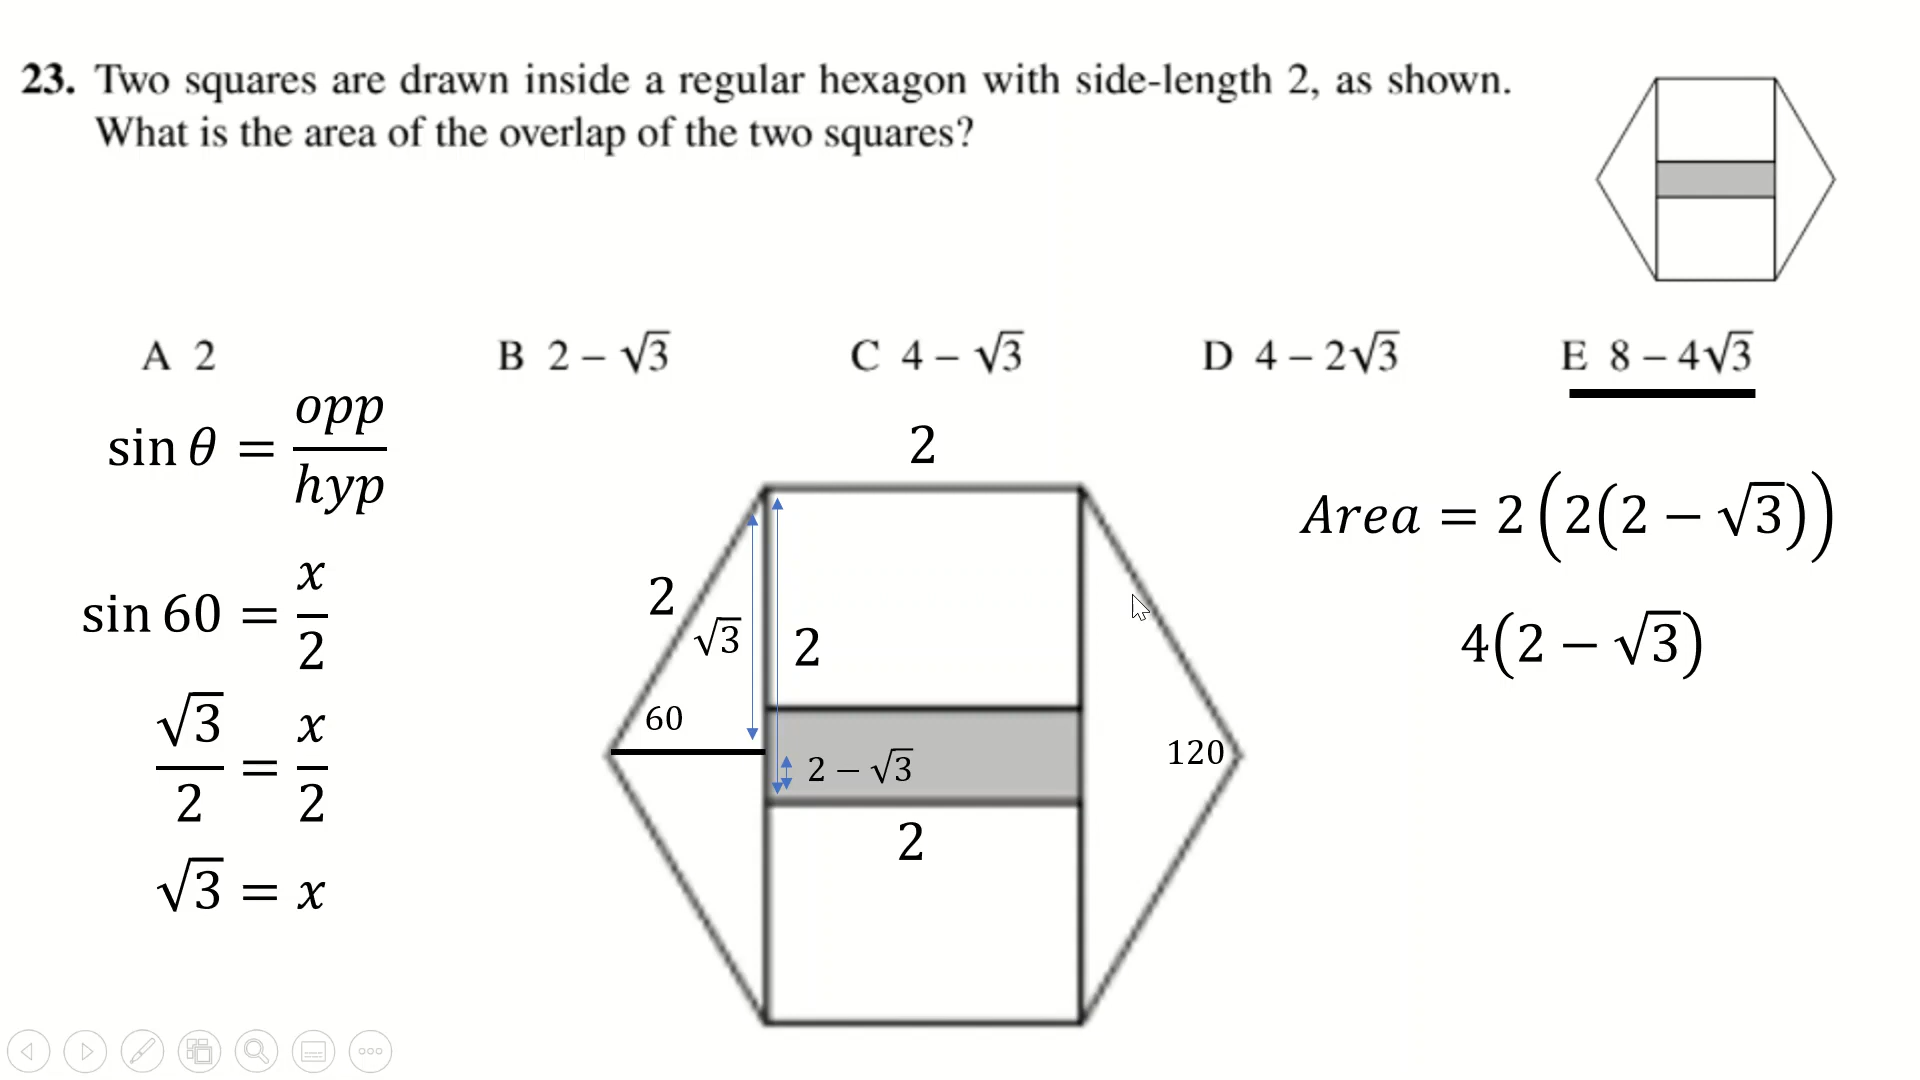 23. Two squares are drawn inside a regular hexagon with side-length 2, as shown.
What is the area of the overlap of the two squares?
A 2
B 2 − √3
C 4 − √3
D 4 − 2√3
E 8 − 4√3
sin θ = opp/hyp
sin 60 = x/2
√3/2 = x/2
√3 = x
2
2
√3
2
60
2 − √3
2
120
Area = 2(2(2 − √3))
4(2 − √3)